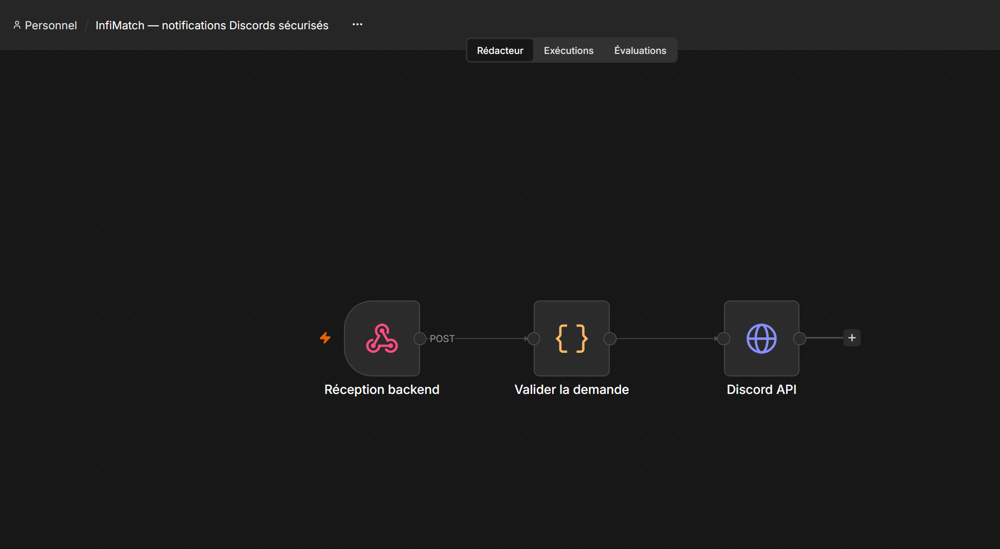 Personnel / InfiMatch — notifications Discords sécurisés ...
Rédacteur Exécutions Évaluations
POST
Réception backend Valider la demande Discord API